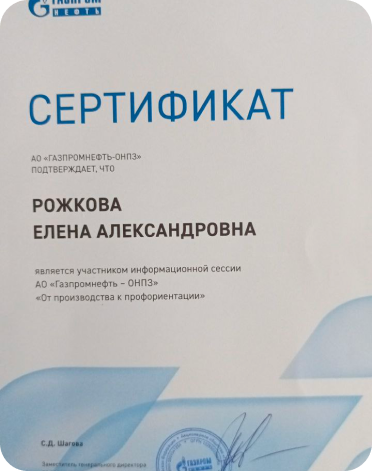 ГАЗПРОМ
НЕФТЬ
СЕРТИФИКАТ
АО «ГАЗПРОМНЕФТЬ-ОНПЗ»
ПОДТВЕРЖДАЕТ, ЧТО
РОЖКОВА
ЕЛЕНА АЛЕКСАНДРОВНА
является участником информационной сессии
АО «Газпромнефть – ОНПЗ»
«От производства к профориентации»
С.Д. Шагова
Заместитель генерального директора
ГАЗПРОМ